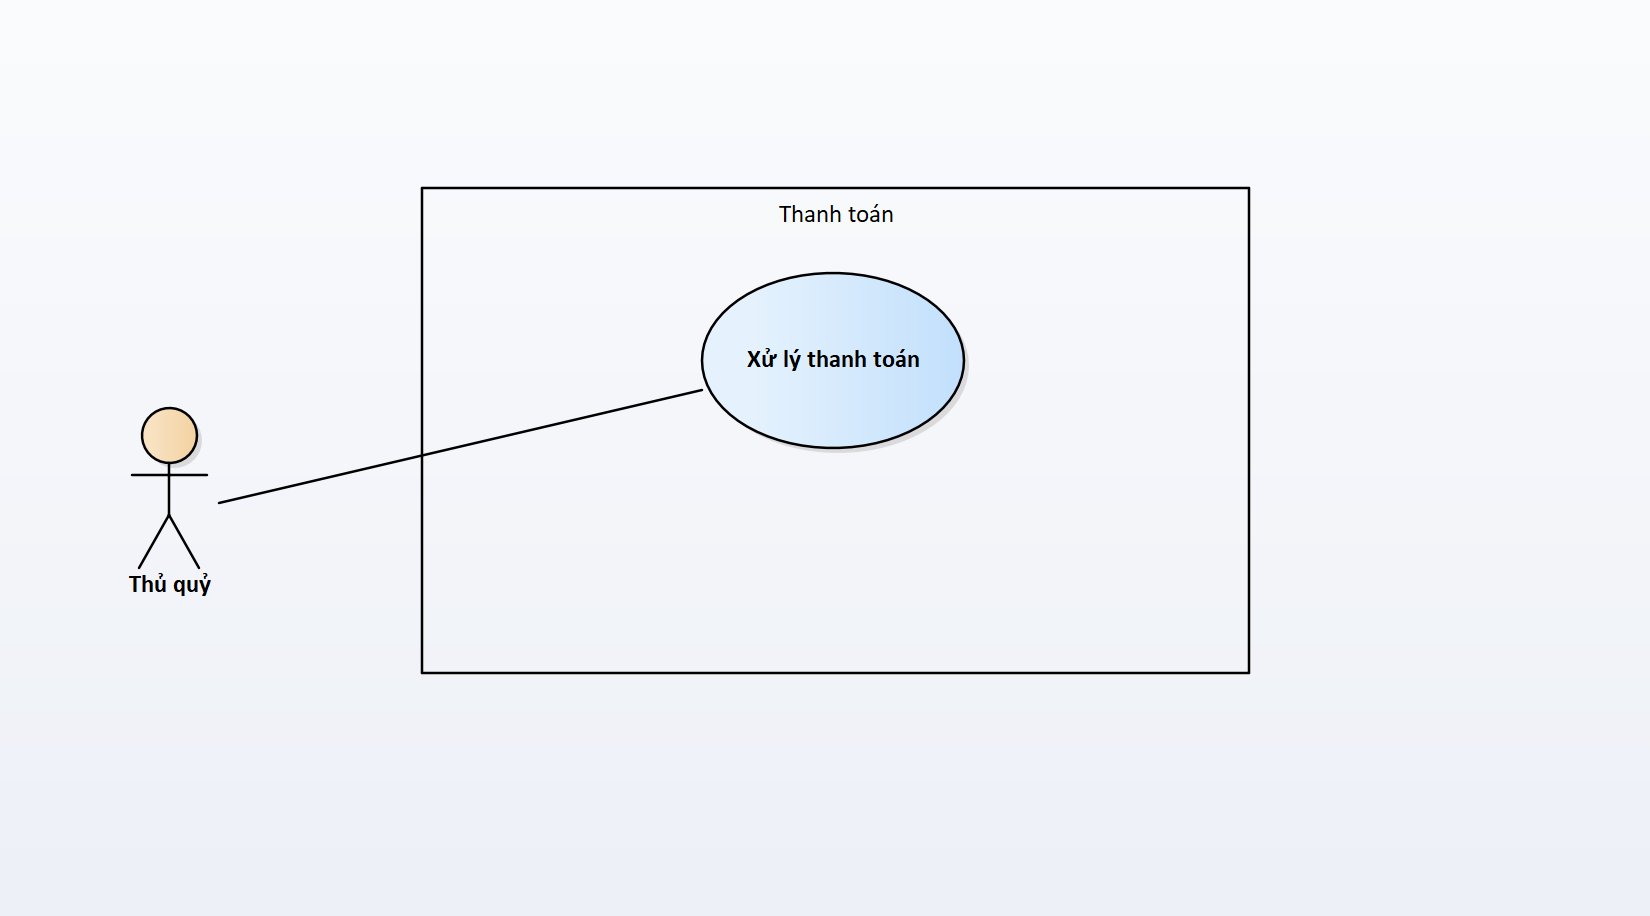 Thanh toán
Xử lý thanh toán
Thủ quỷ